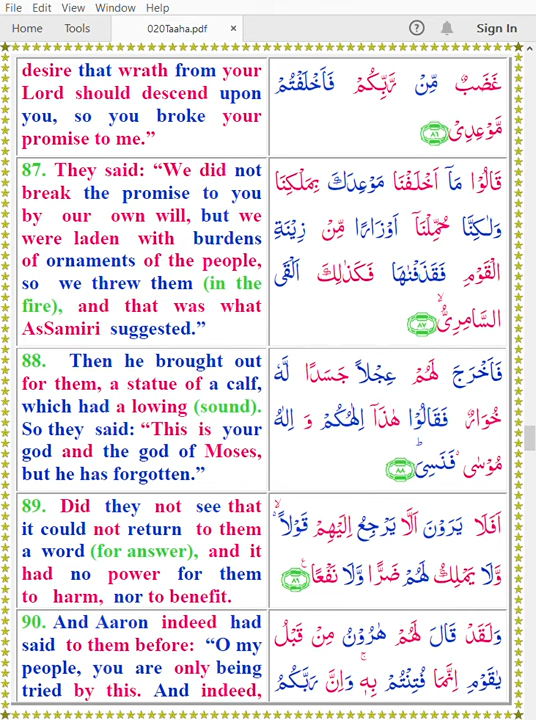 File Edit View Window Help
Home Tools 020Taaha.pdf × ? Sign In
desire that wrath from your
Lord should descend upon
you, so you broke your
promise to me.”
غَضَبٌ مِّنْ رَّبِّكُمْ فَاَخْلَفْتُمْ
مَّوْعِدِىْ ﴿۸۶﴾
87. They said: “We did not
break the promise to you
by our own will, but we
were laden with burdens
of ornaments of the people,
so we threw them (in the
fire), and that was what
AsSamiri suggested.”
قَالُوْا مَاۤ اَخْلَفْنَا مَوْعِدَكَ بِمَلْكِنَا
وَلٰكِنَّا حُمِّلْنَاۤ اَوْزَارًا مِّنْ زِيْنَةِ
الْقَوْمِ فَقَذَفْنٰهَا فَكَذٰلِكَ اَلْقَى
السَّامِرِىُّۙ ﴿۸۷﴾
88. Then he brought out
for them, a statue of a calf,
which had a lowing (sound).
So they said: “This is your
god and the god of Moses,
but he has forgotten.”
فَاَخْرَجَ لَهُمْ عِجْلاً جَسَدًا لَّهٗ
خُوَارٌ فَقَالُوْا هٰذَاۤ اِلٰهُكُمْ وَ اِلٰهُ
مُوْسٰى۬ فَنَسِىَؕ ﴿۸۸﴾
89. Did they not see that
it could not return to them
a word (for answer), and it
had no power for them
to harm, nor to benefit.
اَفَلَا يَرَوْنَ اَلَّا يَرْجِعُ اِلَيْهِمْ قَوْلاًۙ
وَّلَا يَمْلِكُ لَهُمْ ضَرًّا وَّلَا نَفْعًا ﴿۸۹﴾
90. And Aaron indeed had
said to them before: “O my
people, you are only being
tried by this. And indeed,
وَلَقَدْ قَالَ لَهُمْ هٰرُوْنُ مِنْ قَبْلُ
يٰقَوْمِ اِنَّمَا فُتِنْتُمْ بِهٖۚ وَاِنَّ رَبَّكُمُ